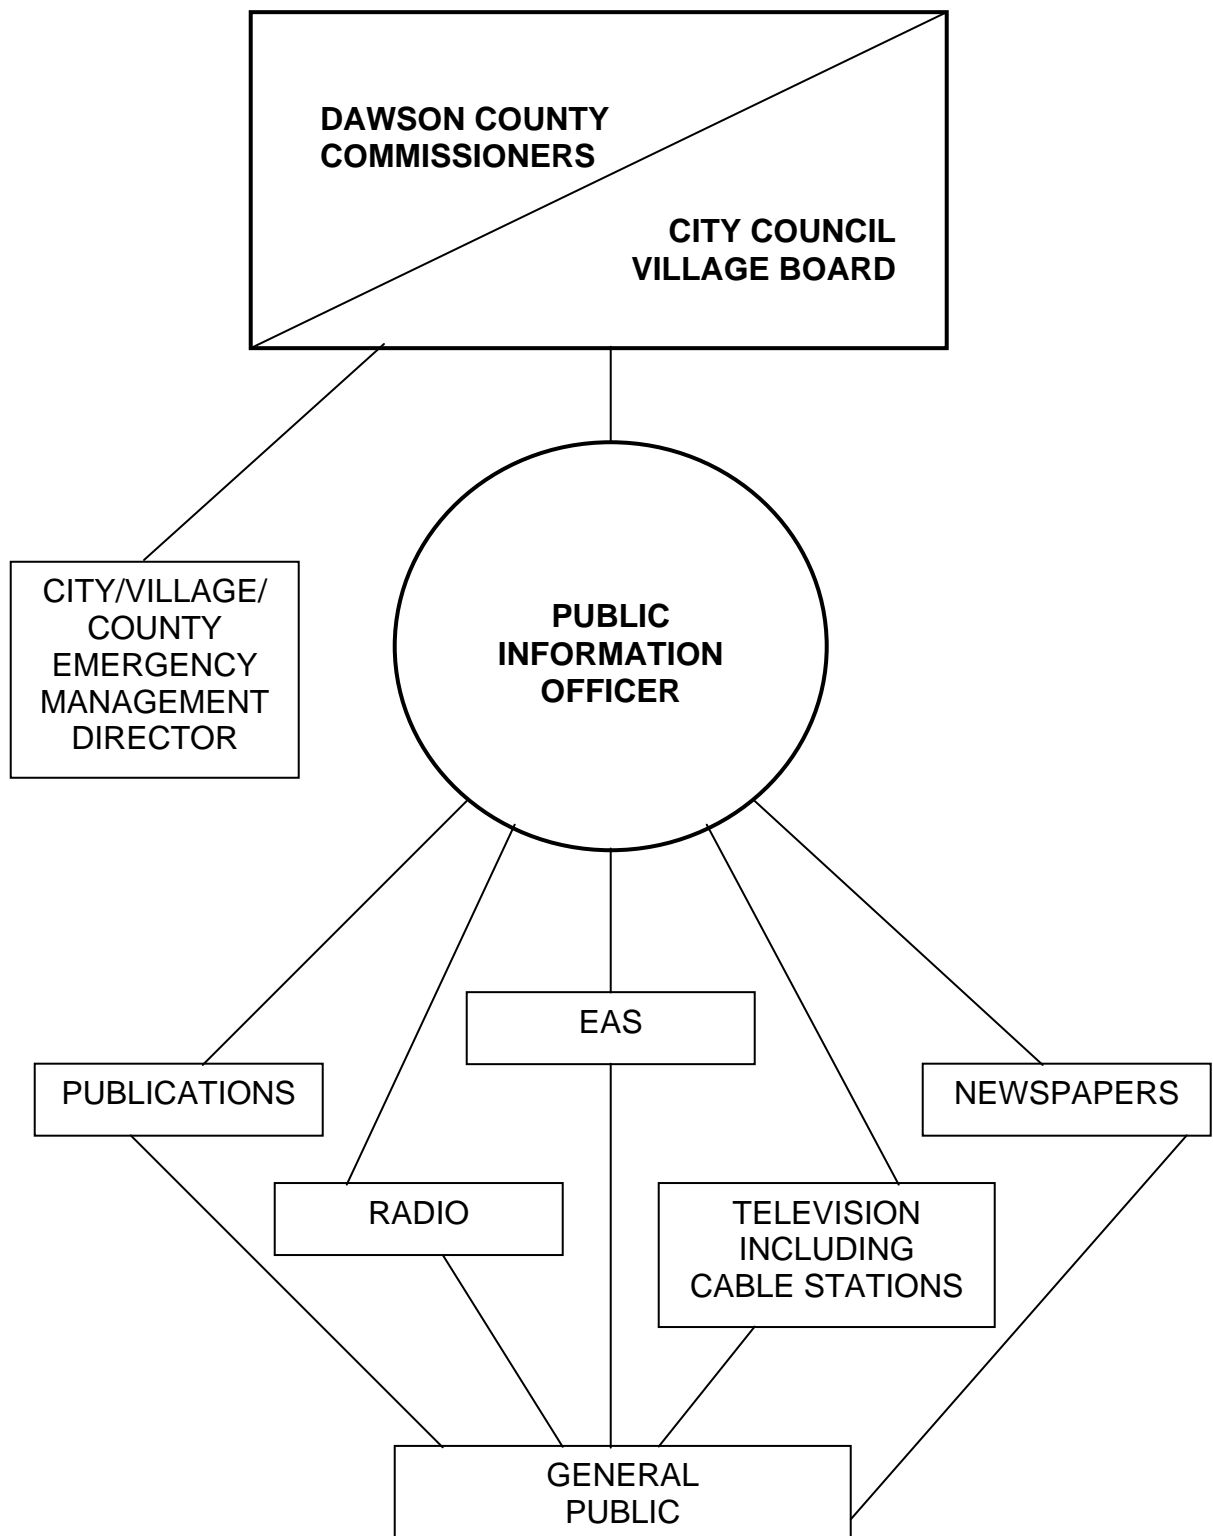 DAWSON COUNTY
COMMISSIONERS
CITY COUNCIL
VILLAGE BOARD
CITY/VILLAGE/
COUNTY
EMERGENCY
MANAGEMENT
DIRECTOR
PUBLIC
INFORMATION
OFFICER
EAS
PUBLICATIONS
NEWSPAPERS
RADIO
TELEVISION
INCLUDING
CABLE STATIONS
GENERAL
PUBLIC